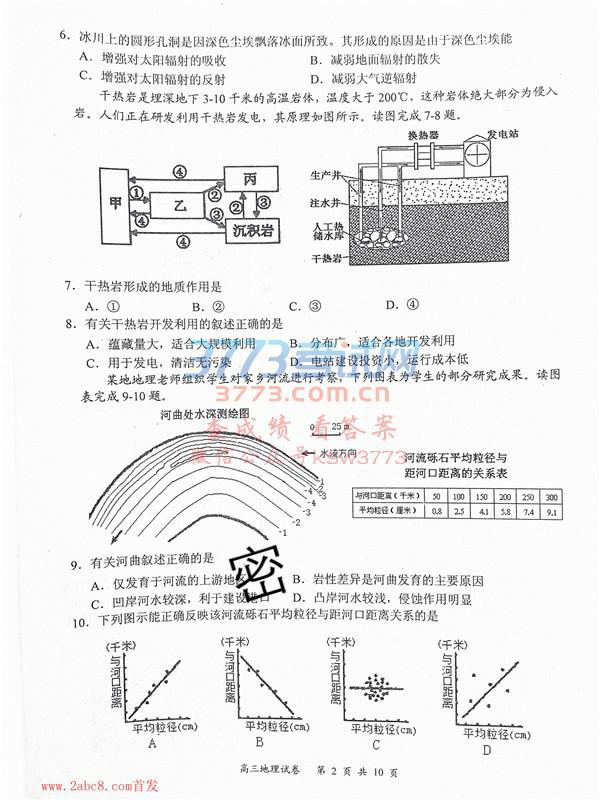 6．冰川上的圆形孔洞是因深色尘埃飘落冰面所致。其形成的原因是由于深色尘埃能
A．增强对太阳辐射的吸收 B．减弱地面辐射的散失
C．增强对太阳辐射的反射 D．减弱大气逆辐射
干热岩是埋深地下3-10千米的高温岩体，温度大于200℃，这种岩体绝大部分为侵入
岩。人们正在研发利用干热岩发电，其原理如图所示。读图完成7-8题。
换热器 发电站
④
甲 ① ② 丙
乙
① ③ ② ③
④ 沉积岩
生产井
注水井
人工热
储水库
干热岩
7．干热岩形成的地质作用是
A．① B．② C．③ D．④
8．有关干热岩开发利用的叙述正确的是
A．蕴藏量大，适合大规模利用 B．分布广，适合各地开发利用
C．用于发电，清洁无污染 D．电站建设投资小，运行成本低
3773考试网
某地地理老师组织学生对家乡河流进行考察，下列图表为学生的部分研究成果。读图
表完成9-10题。
3773.com.cn
河曲处水深测绘图
查成绩 看答案
微信公众号KSW3773
0 25m
水流方向
-1
-2
-3
-4
-5
-4
-3
-2
-1
河流砾石平均粒径与
距河口距离的关系表
与河口距离（千米） 50 100 150 200 250 300
平均粒径（厘米） 0.8 2.5 4.1 5.8 7.4 9.1
9．有关河曲叙述正确的是
A．仅发育于河流的上游地区 B．岩性差异是河曲发育的主要原因
C．凹岸河水较深，利于建设港口 D．凸岸河水较浅，侵蚀作用明显
密
10．下列图示能正确反映该河流砾石平均粒径与距河口距离关系的是
(千米) (千米) (千米) (千米)
与河口距离 与河口距离 与河口距离 与河口距离
平均粒径(cm) 平均粒径(cm) 平均粒径(cm) 平均粒径(cm)
A B C D
高三地理试卷 第 2 页 共 10 页
www.2abc8.com首发